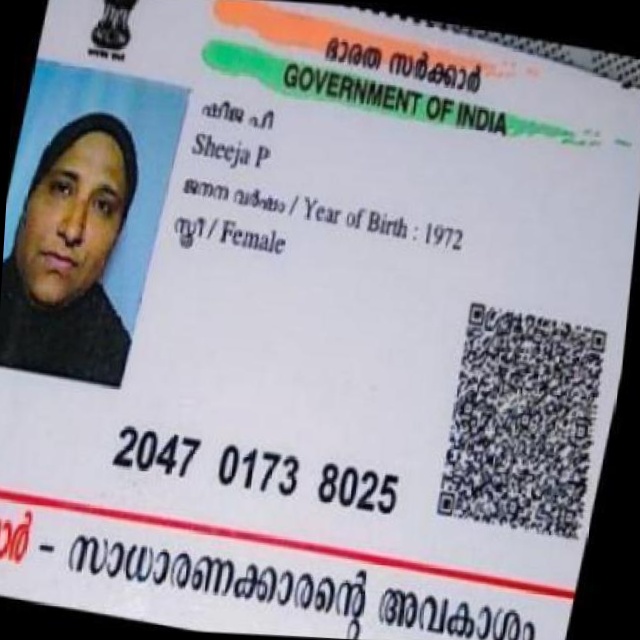 ഭാരത സർക്കാർ
GOVERNMENT OF INDIA
ഷീജ പി
Sheeja P
ജനന വർഷം / Year of Birth : 1972
സ്ത്രീ / Female
2047 0173 8025
– സാധാരണക്കാരന്റെ അവകാശം